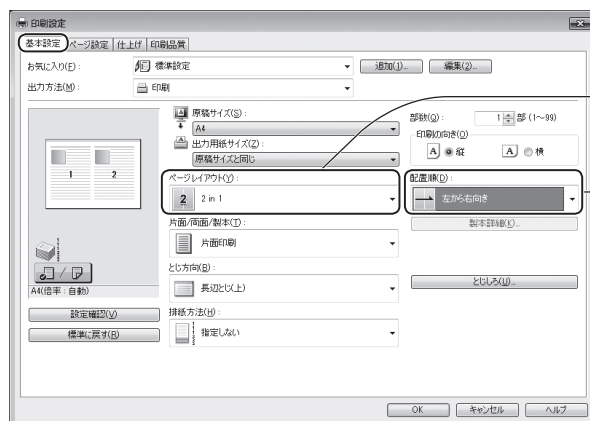 印刷設定
基本設定 ページ設定 仕上げ 印刷品質
お気に入り(F): 標準設定 追加(1)... 編集(2)...
出力方法(M): 印刷
原稿サイズ(S):
A4
出力用紙サイズ(Z):
原稿サイズと同じ
部数(Q): 1 部 (1～99)
印刷の向き(O)
A 縦 A 横
1 2
ページレイアウト(Y):
2 2 in 1
配置順(D):
左から右向き
片面/両面/製本(T):
片面印刷
製本詳細(K)...
とじ方向(B):
長辺とじ(上)
とじしろ(U)...
A4(倍率:自動)
排紙方法(H):
指定しない
設定確認(V)
標準に戻す(R)
OK キャンセル ヘルプ